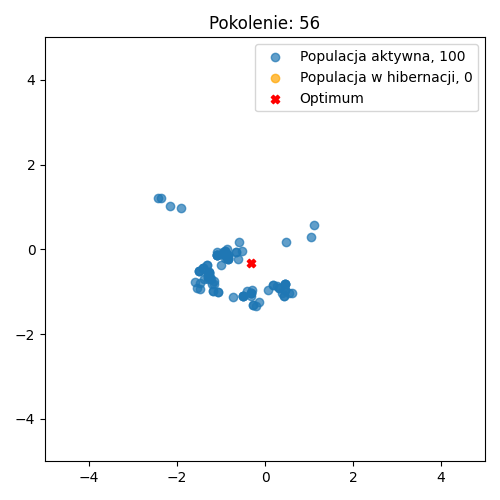 Pokolenie: 56
Populacja aktywna, 100
Populacja w hibernacji, 0
Optimum
4
2
0
−2
−4
−4 −2 0 2 4